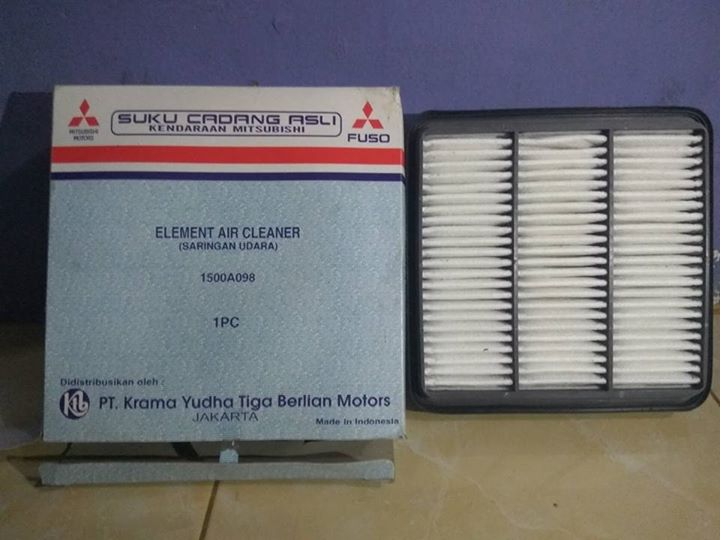 MITSUBISHI
MOTORS
SUKU CADANG ASLI
KENDARAAN MITSUBISHI
FUSO
ELEMENT AIR CLEANER
(SARINGAN UDARA)
1500A098
1PC
Didistribusikan oleh :
KTB PT. Krama Yudha Tiga Berlian Motors
JAKARTA
Made in Indonesia